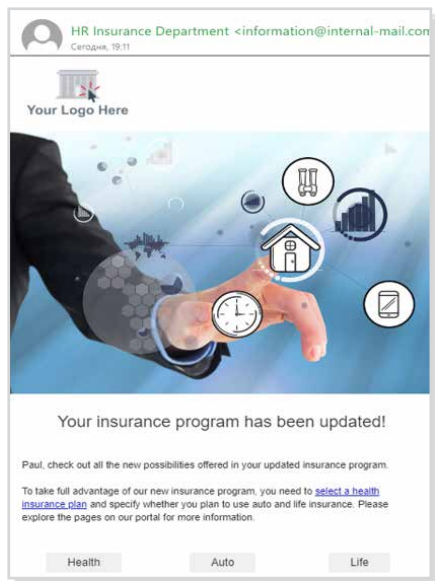 HR Insurance Department <information@internal-mail.com
Сегодня, 19:11
Your Logo Here
Your insurance program has been updated!
Paul, check out all the new possibilities offered in your updated insurance program.
To take full advantage of our new insurance program, you need to select a health
insurance plan and specify whether you plan to use auto and life insurance. Please
explore the pages on our portal for more information.
Health Auto Life